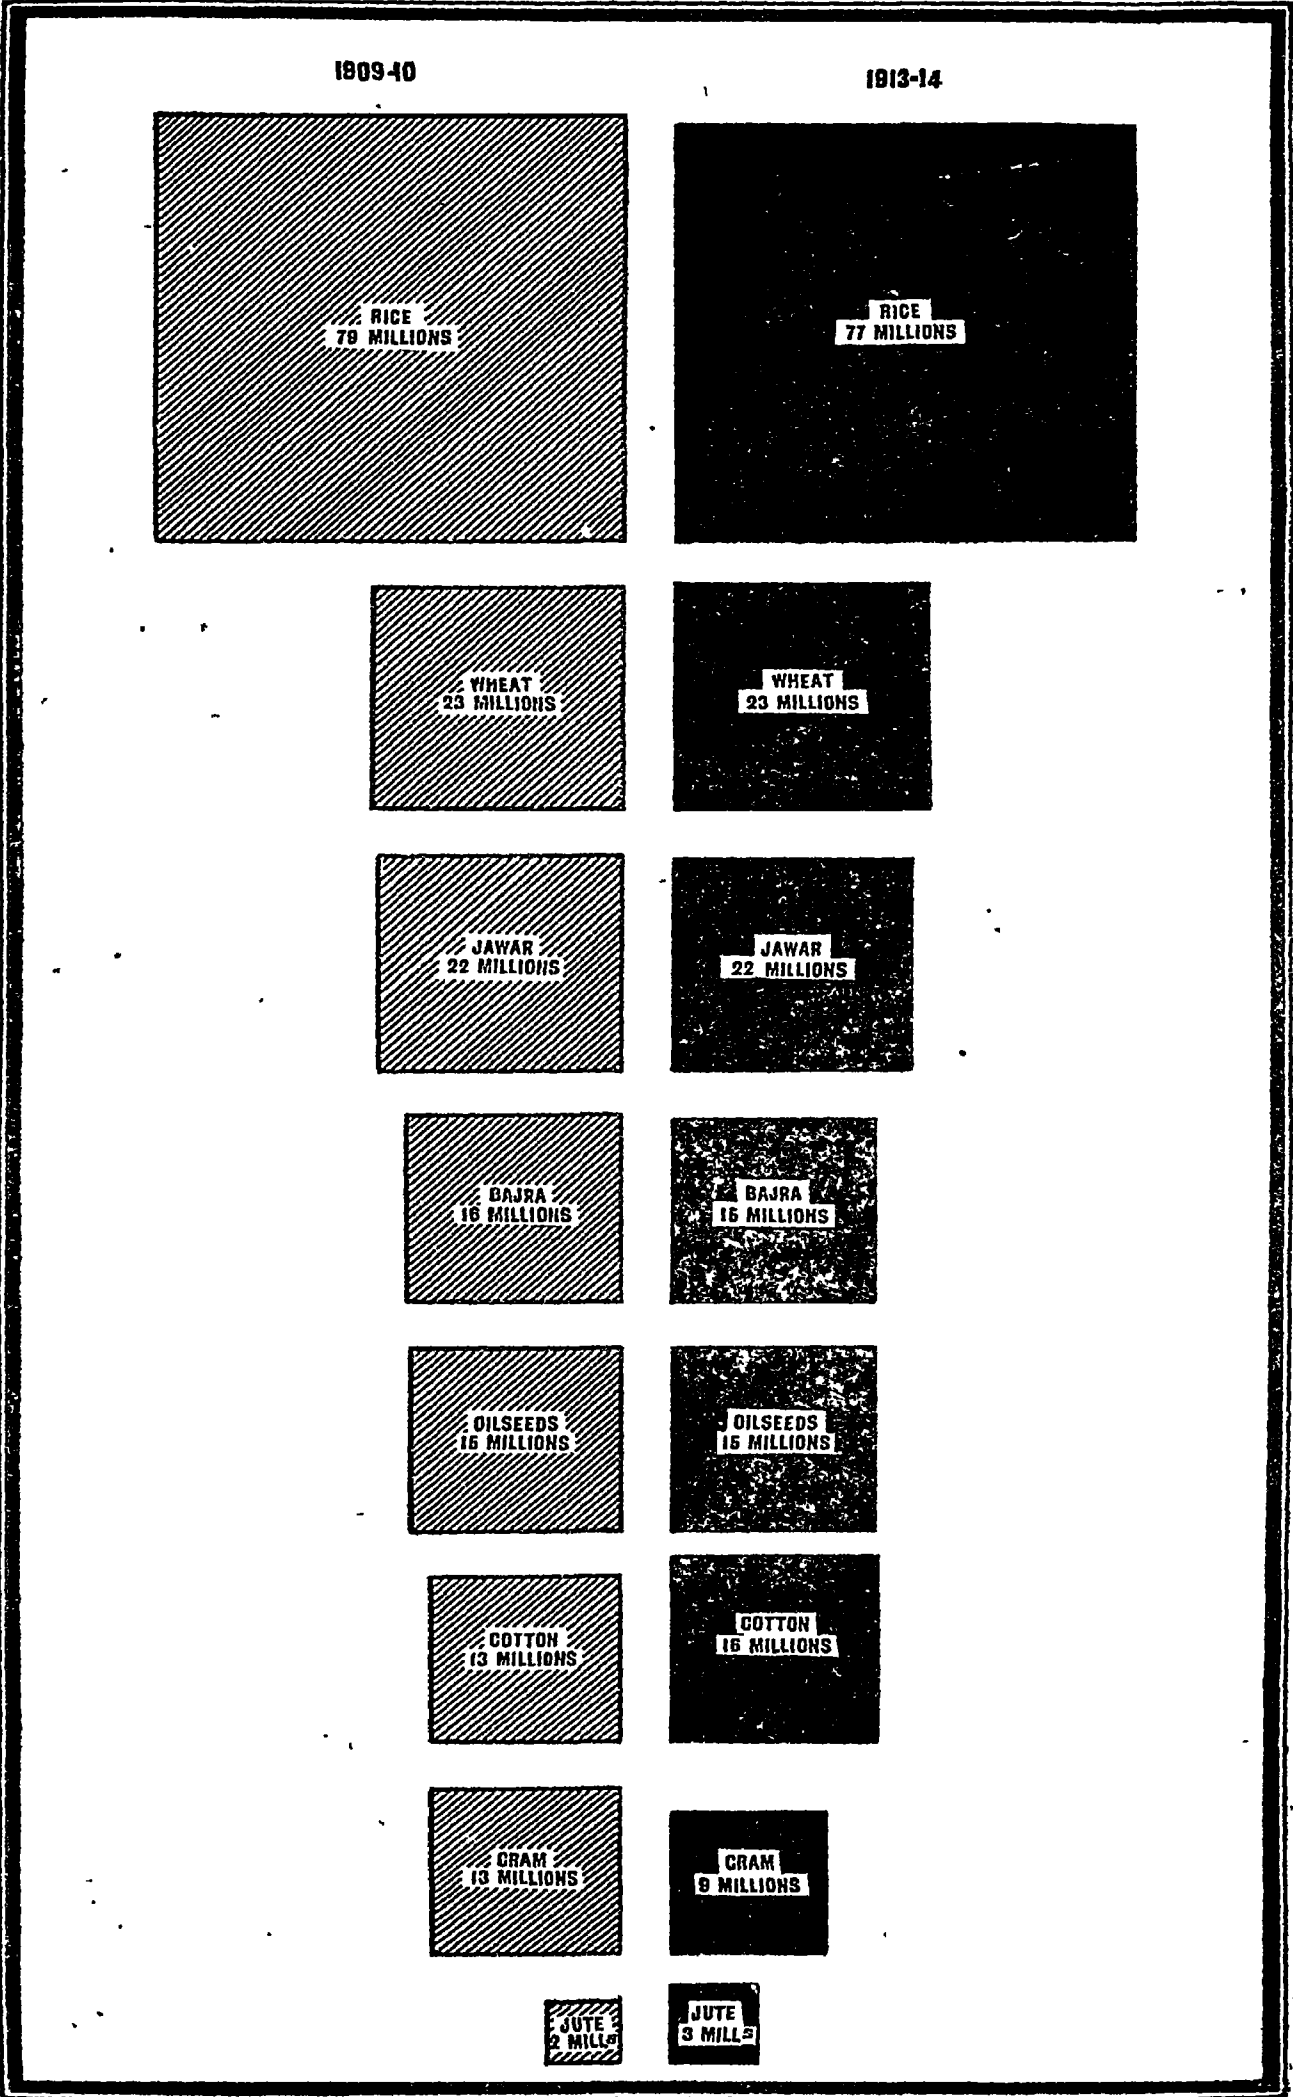 1909-10
1913-14
RICE
79 MILLIONS
RICE
77 MILLIONS
WHEAT
23 MILLIONS
WHEAT
23 MILLIONS
JAWAR
22 MILLIONS
JAWAR
22 MILLIONS
BAJRA
16 MILLIONS
BAJRA
15 MILLIONS
OILSEEDS
15 MILLIONS
OILSEEDS
15 MILLIONS
COTTON
13 MILLIONS
COTTON
16 MILLIONS
GRAM
13 MILLIONS
GRAM
9 MILLIONS
JUTE
2 MILLS
JUTE
3 MILLS